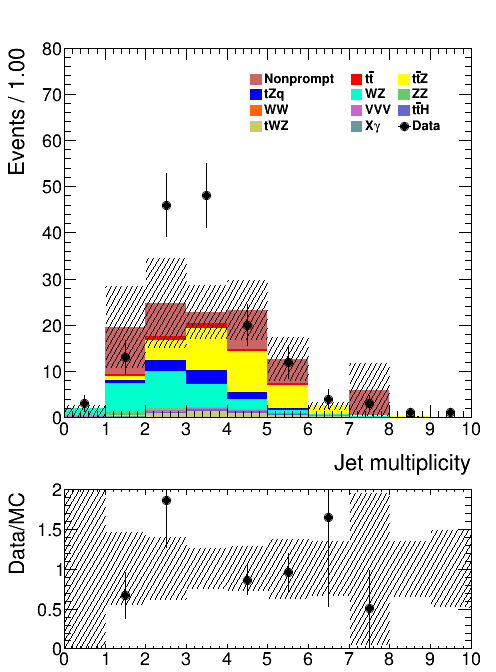 Events / 1.00
80
70
60
50
40
30
20
10
0
Nonprompt tt̄ tt̄Z
tZq WZ ZZ
WW VVV tt̄H
tWZ Xγ Data
0 1 2 3 4 5 6 7 8 9 10
Jet multiplicity
Data/MC
2
1.5
1
0.5
0
0 1 2 3 4 5 6 7 8 9 10